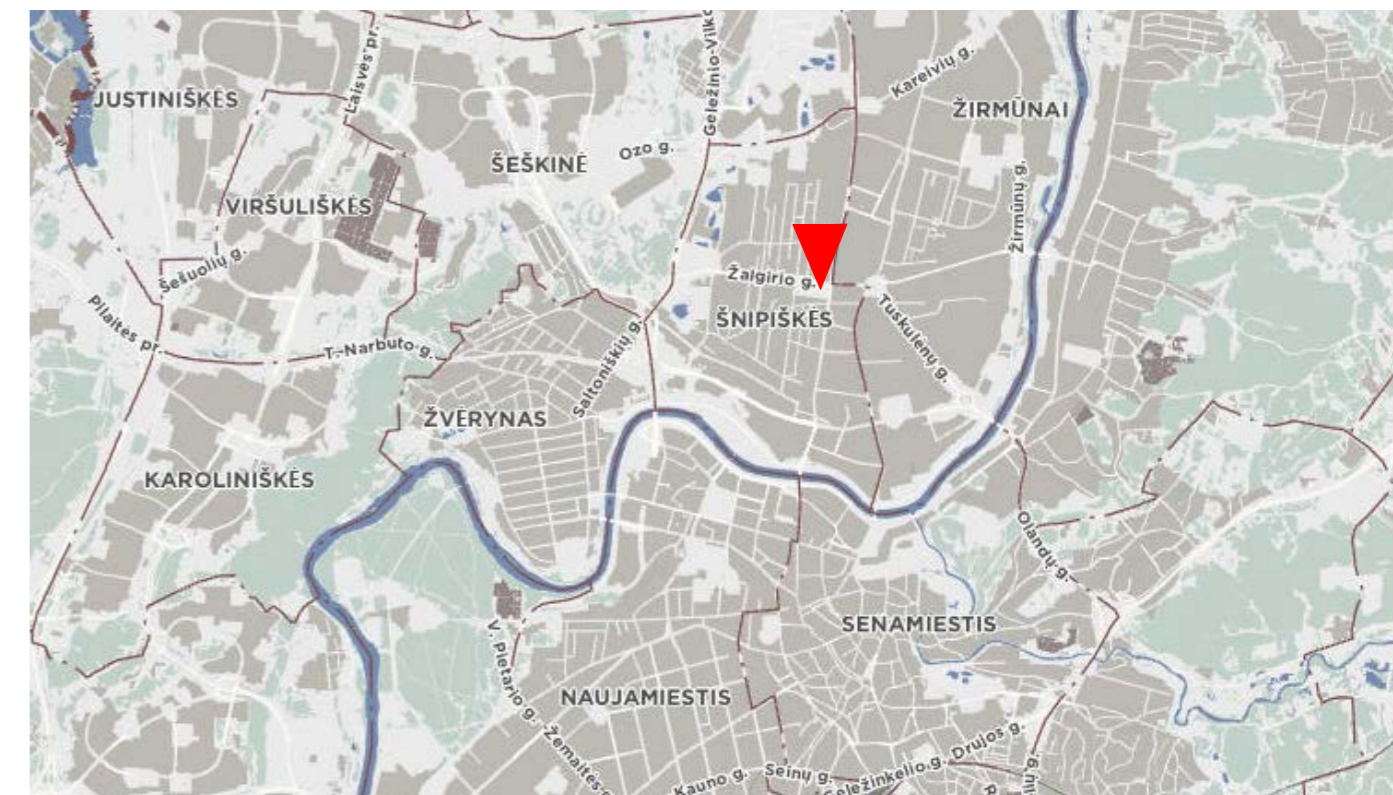 JUSTINIŠKĖS
Laisvės pr.
Geležinio-Vilko
Kareivių g.
ŽIRMŪNAI
ŠEŠKINĖ
Ozo g.
VIRŠULIŠKĖS
Žirmūnų g.
Šešuolių g.
Žalgirio g.
Pilaitės pr.
ŠNIPIŠKĖS
Tuskulėnų g.
T. Narbuto g.
Saltoniškių g.
ŽVĖRYNAS
KAROLINIŠKĖS
Olandų g.
SENAMIESTIS
V. Pietario g.
NAUJAMIESTIS
Žemaitės
Drujos g.
Geležinkelio g.
Seinų g.
Kauno g.